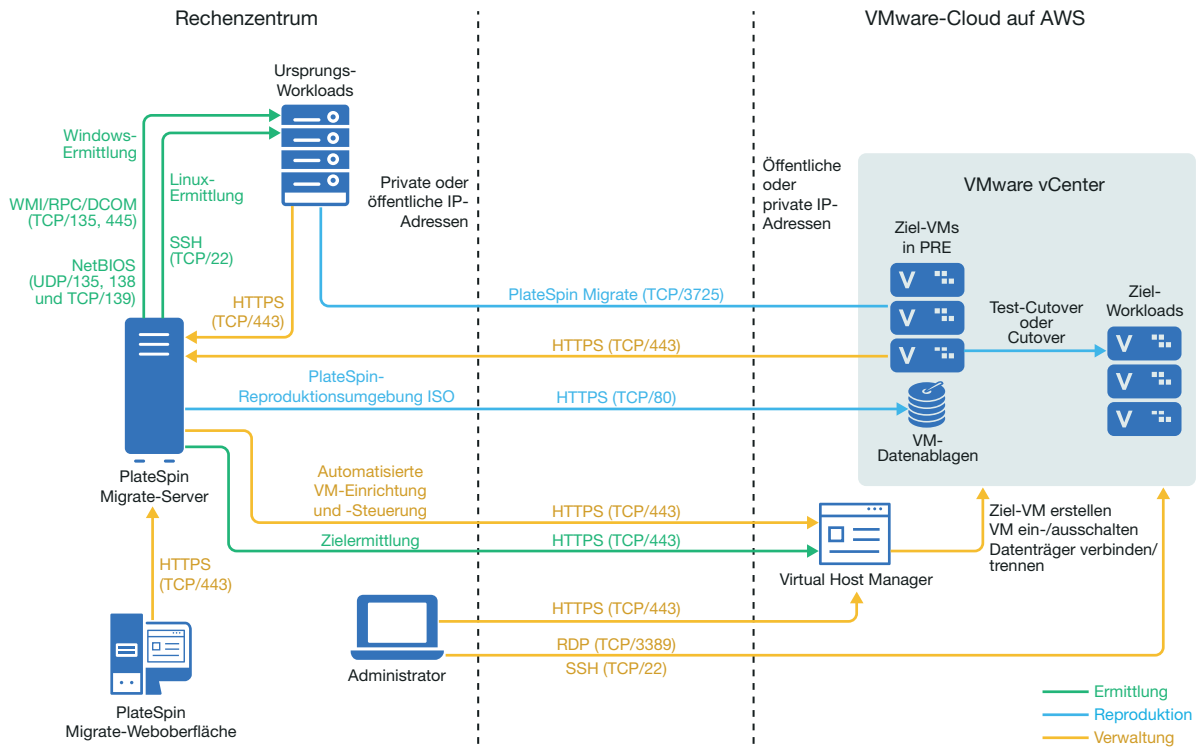 Rechenzentrum
VMware-Cloud auf AWS
Ursprungs-
Workloads
Windows-
Ermittlung
Linux-
Ermittlung
WMI/RPC/DCOM
(TCP/135, 445)
SSH
(TCP/22)
NetBIOS
(UDP/135, 138
und TCP/139)
HTTPS
(TCP/443)
Private oder
öffentliche IP-
Adressen
Öffentliche
oder
private IP-
Adressen
VMware vCenter
Ziel-VMs
in PRE
V
V
V
PlateSpin Migrate (TCP/3725)
HTTPS (TCP/443)
Test-Cutover
oder
Cutover
Ziel-
Workloads
V
V
V
PlateSpin-
Reproduktionsumgebung ISO
HTTPS (TCP/80)
VM-
Datenablagen
PlateSpin
Migrate-Server
Automatisierte
VM-Einrichtung
und -Steuerung
HTTPS (TCP/443)
Zielermittlung
HTTPS (TCP/443)
Virtual Host Manager
Ziel-VM erstellen
VM ein-/ausschalten
Datenträger verbinden/
trennen
HTTPS
(TCP/443)
HTTPS (TCP/443)
RDP (TCP/3389)
SSH (TCP/22)
Administrator
PlateSpin
Migrate-Weboberfläche
Ermittlung
Reproduktion
Verwaltung